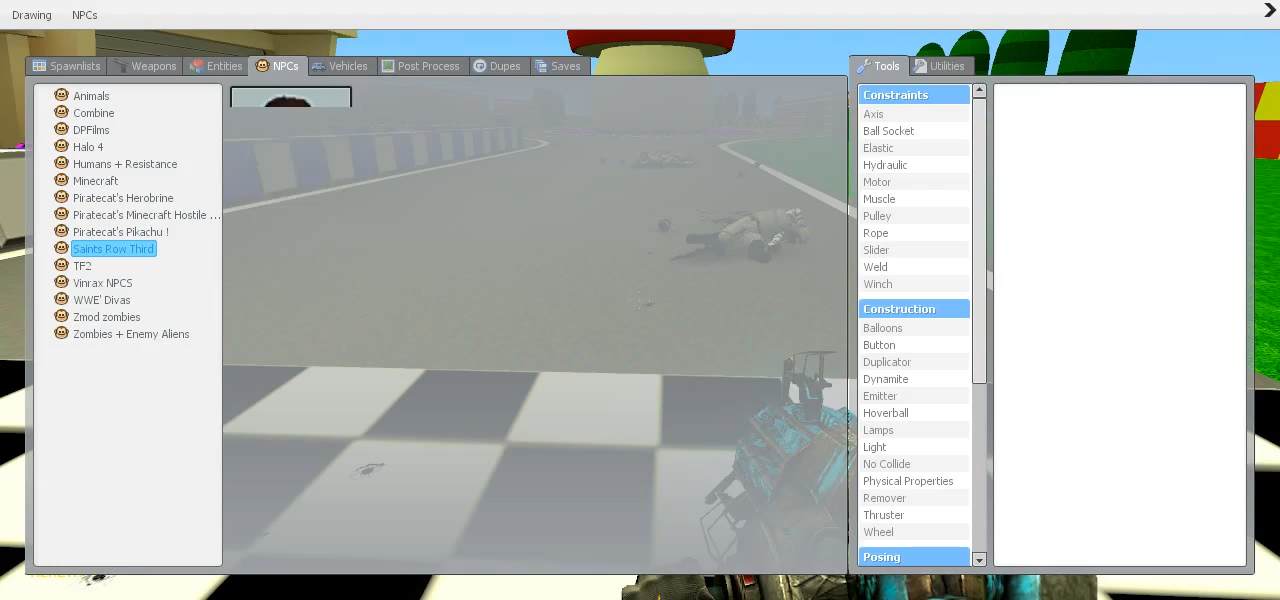 Drawing NPCs
Spawnlists Weapons Entities NPCs Vehicles Post Process Dupes Saves
Animals
Combine
DPFilms
Halo 4
Humans + Resistance
Minecraft
Piratecat's Herobrine
Piratecat's Minecraft Hostile ...
Piratecat's Pikachu !
Saints Row Third
TF2
Vinrax NPCS
WWE' Divas
Zmod zombies
Zombies + Enemy Aliens
Tools Utilities
Constraints
Axis
Ball Socket
Elastic
Hydraulic
Motor
Muscle
Pulley
Rope
Slider
Weld
Winch
Construction
Balloons
Button
Duplicator
Dynamite
Emitter
Hoverball
Lamps
Light
No Collide
Physical Properties
Remover
Thruster
Wheel
Posing